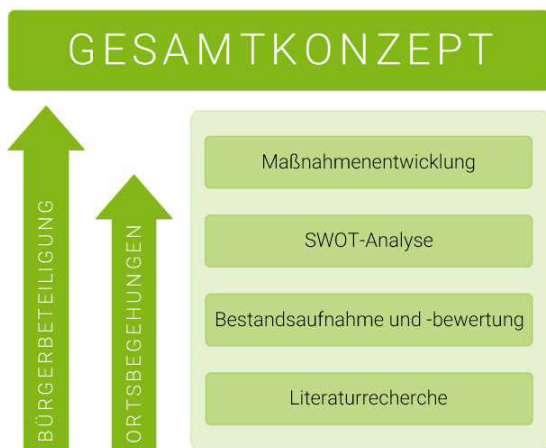 GESAMTKONZEPT
BÜRGERBETEILIGUNG
ORTSBEGEHUNGEN
Maßnahmenentwicklung
SWOT-Analyse
Bestandsaufnahme und -bewertung
Literaturrecherche